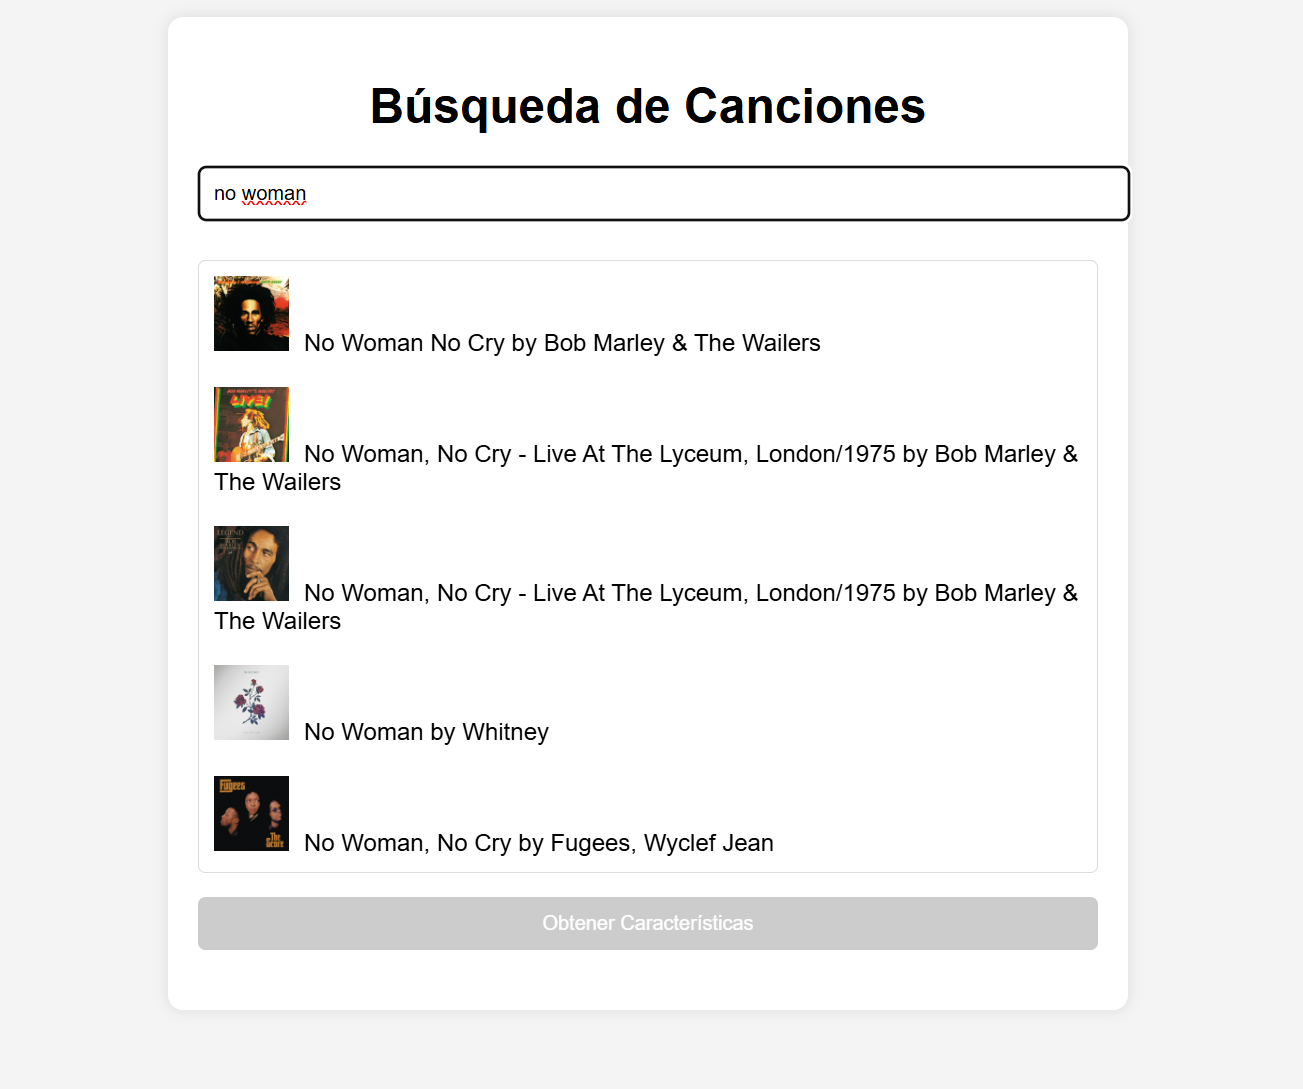 Búsqueda de Canciones
no woman
No Woman No Cry by Bob Marley & The Wailers
LIVE!
No Woman, No Cry - Live At The Lyceum, London/1975 by Bob Marley &
The Wailers
LEGEND
No Woman, No Cry - Live At The Lyceum, London/1975 by Bob Marley &
The Wailers
No Woman by Whitney
Fugees
The
Score
No Woman, No Cry by Fugees, Wyclef Jean
Obtener Características